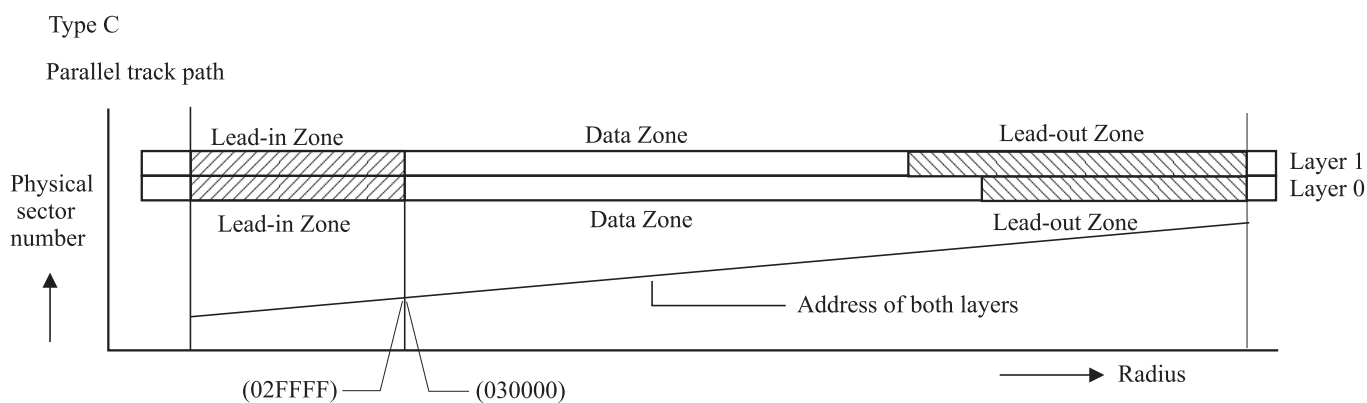 Type C
Parallel track path
Lead-in Zone
Data Zone
Lead-out Zone
Layer 1
Layer 0
Physical
sector
number
Lead-in Zone
Data Zone
Lead-out Zone
Address of both layers
Radius
(02FFFF)
(030000)